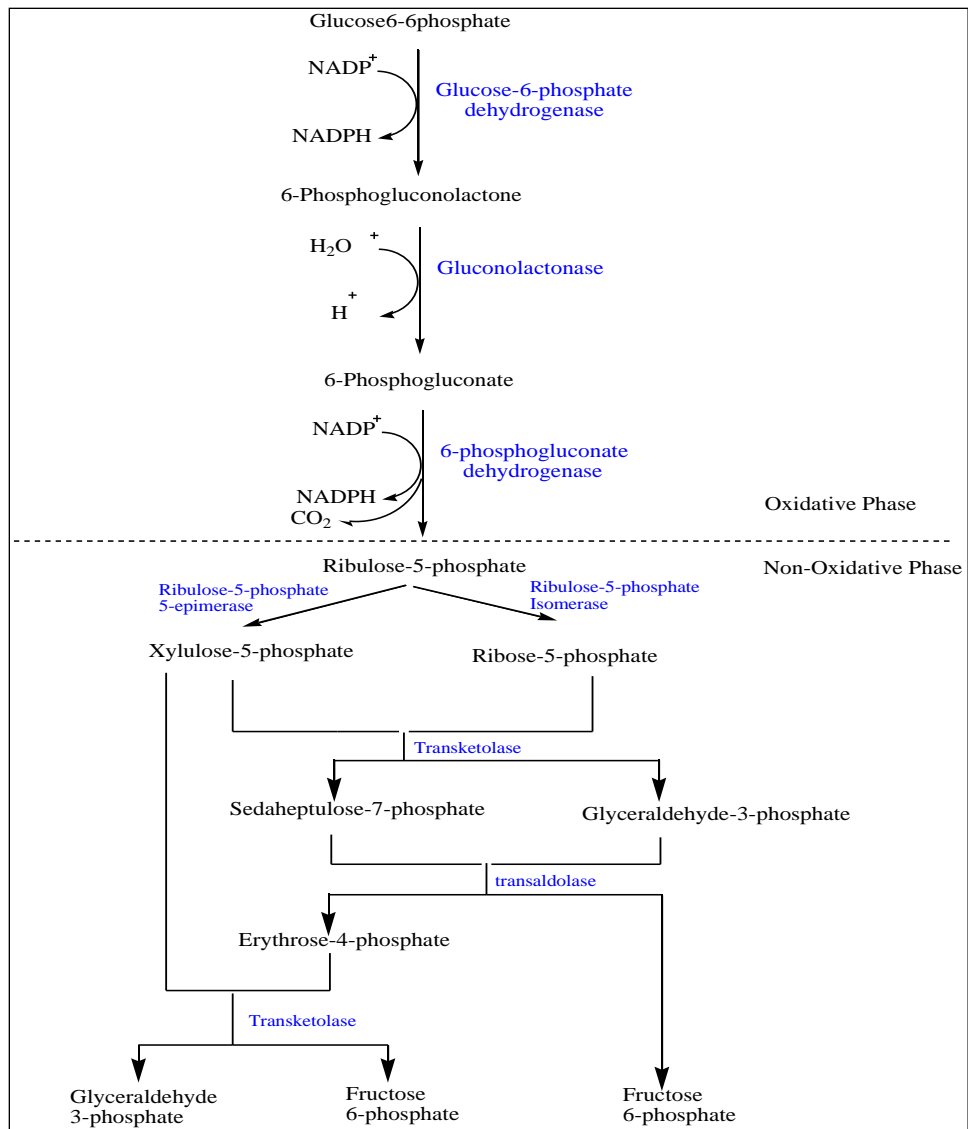 Glucose6-6phosphate
NADP+
Glucose-6-phosphate
dehydrogenase
NADPH
6-Phosphogluconolactone
H2O +
Gluconolactonase
H+
6-Phosphogluconate
NADP+
6-phosphogluconate
dehydrogenase
NADPH
CO2
Oxidative Phase
Ribulose-5-phosphate
Non-Oxidative Phase
Ribulose-5-phosphate
5-epimerase
Ribulose-5-phosphate
Isomerase
Xylulose-5-phosphate
Ribose-5-phosphate
Transketolase
Sedaheptulose-7-phosphate
Glyceraldehyde-3-phosphate
transaldolase
Erythrose-4-phosphate
Transketolase
Glyceraldehyde
3-phosphate
Fructose
6-phosphate
Fructose
6-phosphate